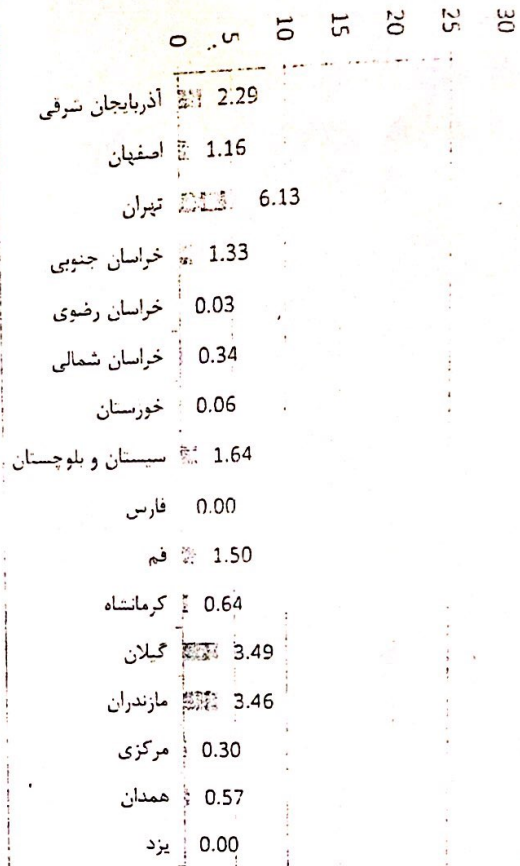 0 5 10 15 20 25 30
آذربایجان شرقی 2.29
اصفهان 1.16
تهران 6.13
خراسان جنوبی 1.33
خراسان رضوی 0.03
خراسان شمالی 0.34
خوزستان 0.06
سیستان و بلوچستان 1.64
فارس 0.00
قم 1.50
کرمانشاه 0.64
گیلان 3.49
مازندران 3.46
مرکزی 0.30
همدان 0.57
یزد 0.00